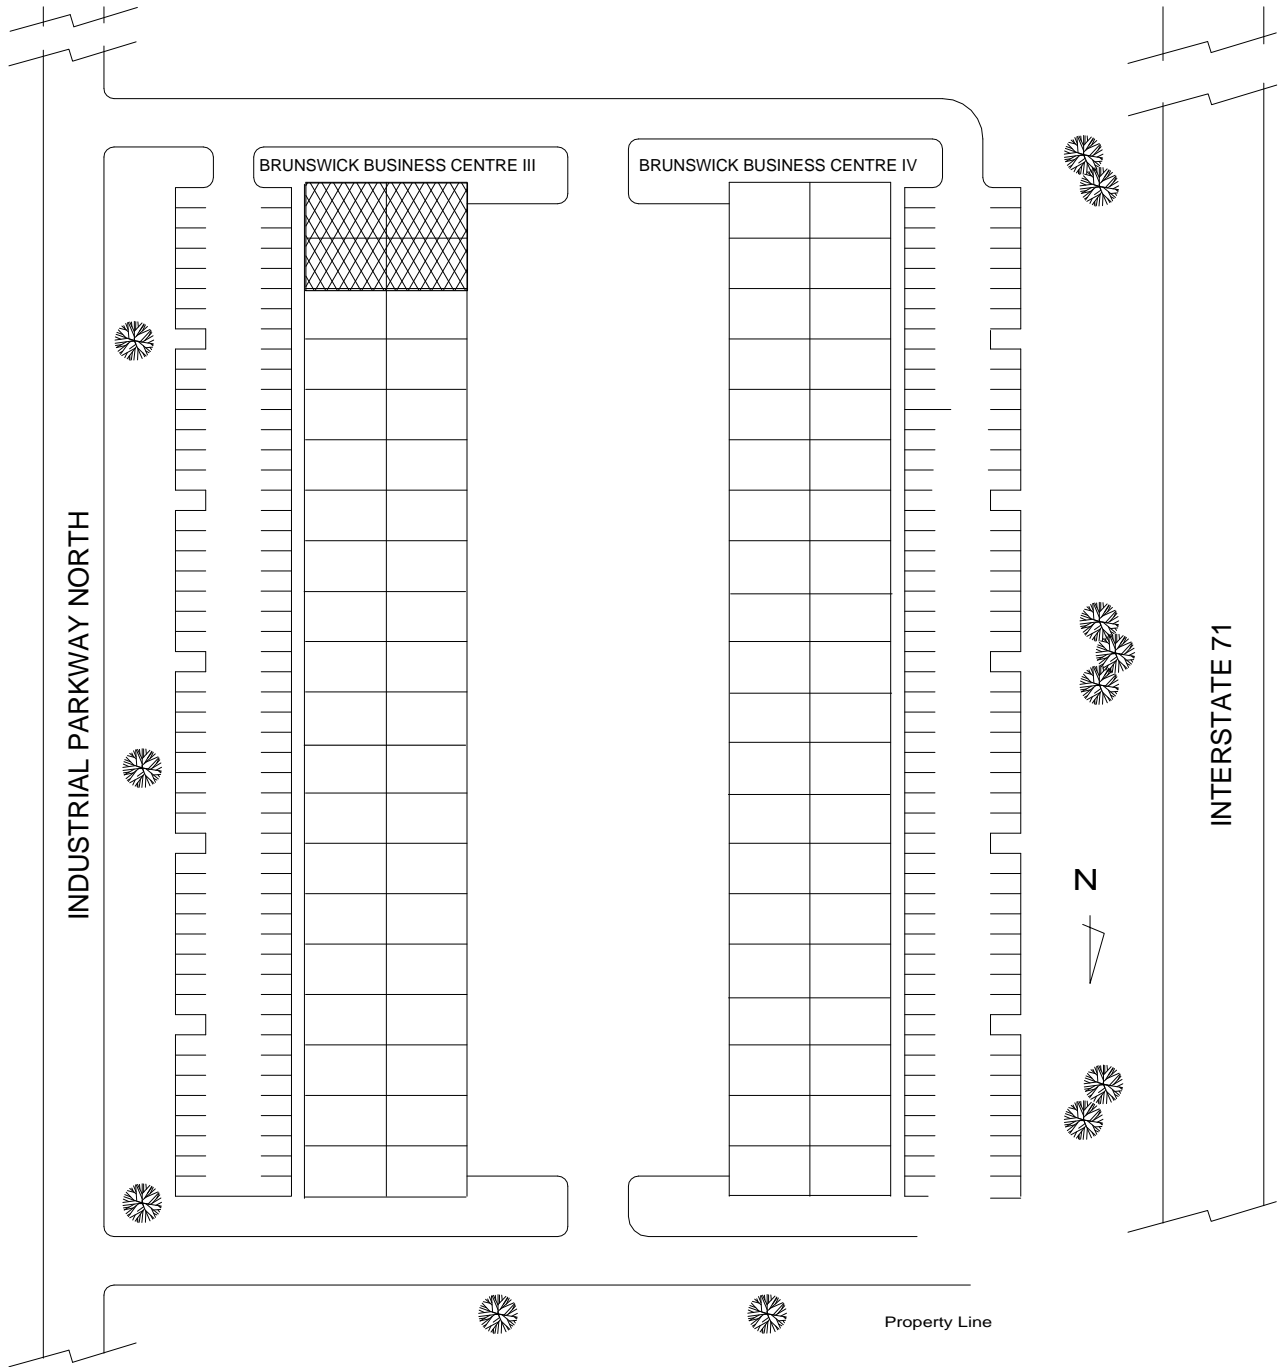 BRUNSWICK BUSINESS CENTRE III
BRUNSWICK BUSINESS CENTRE IV
INDUSTRIAL PARKWAY NORTH
INTERSTATE 71
N
Property Line